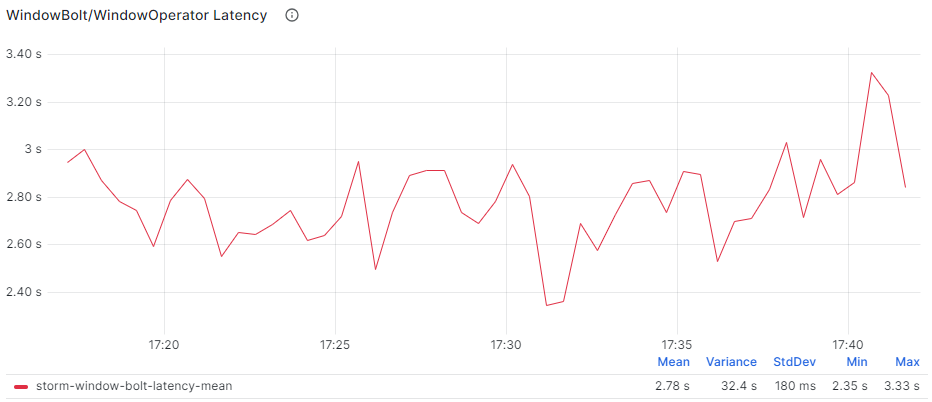 WindowBolt/WindowOperator Latency
3.40 s
3.20 s
3 s
2.80 s
2.60 s
2.40 s
17:20 17:25 17:30 17:35 17:40
Mean Variance StdDev Min Max
storm-window-bolt-latency-mean 2.78 s 32.4 s 180 ms 2.35 s 3.33 s